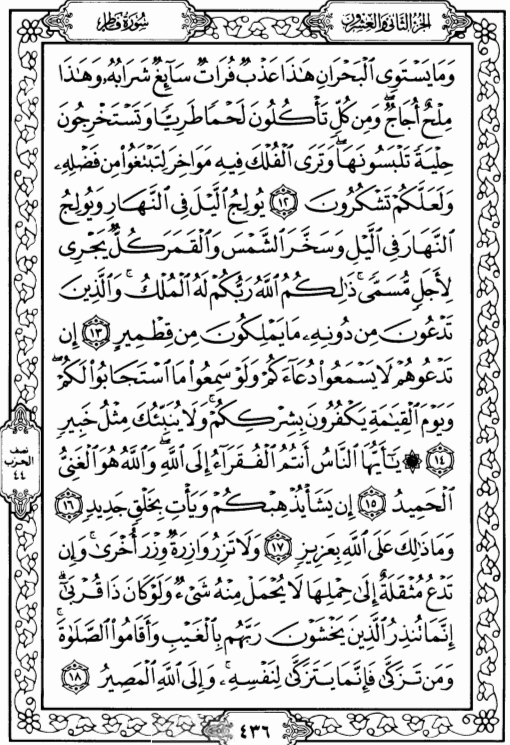 الجزء الثاني والعشرون
سورة فاطر
وَمَا يَسْتَوِي الْبَحْرَانِ هَٰذَا عَذْبٌ فُرَاتٌ سَائِغٌ شَرَابُهُ وَهَٰذَا
مِلْحٌ أُجَاجٌ ۖ وَمِن كُلٍّ تَأْكُلُونَ لَحْمًا طَرِيًّا وَتَسْتَخْرِجُونَ
حِلْيَةً تَلْبَسُونَهَا ۖ وَتَرَى الْفُلْكَ فِيهِ مَوَاخِرَ لِتَبْتَغُوا مِن فَضْلِهِ
وَلَعَلَّكُمْ تَشْكُرُونَ ١٢ يُولِجُ اللَّيْلَ فِي النَّهَارِ وَيُولِجُ
النَّهَارَ فِي اللَّيْلِ وَسَخَّرَ الشَّمْسَ وَالْقَمَرَ كُلٌّ يَجْرِي
لِأَجَلٍ مُّسَمًّى ۚ ذَٰلِكُمُ اللَّهُ رَبُّكُمْ لَهُ الْمُلْكُ ۚ وَالَّذِينَ
تَدْعُونَ مِن دُونِهِ مَا يَمْلِكُونَ مِن قِطْمِيرٍ ١٣ إِن
تَدْعُوهُمْ لَا يَسْمَعُوا دُعَاءَكُمْ وَلَوْ سَمِعُوا مَا اسْتَجَابُوا لَكُمْ ۖ
وَيَوْمَ الْقِيَامَةِ يَكْفُرُونَ بِشِرْكِكُمْ ۚ وَلَا يُنَبِّئُكَ مِثْلُ خَبِيرٍ
١٤ ۞ يَا أَيُّهَا النَّاسُ أَنتُمُ الْفُقَرَاءُ إِلَى اللَّهِ ۖ وَاللَّهُ هُوَ الْغَنِيُّ
الْحَمِيدُ ١٥ إِن يَشَأْ يُذْهِبْكُمْ وَيَأْتِ بِخَلْقٍ جَدِيدٍ ١٦
وَمَا ذَٰلِكَ عَلَى اللَّهِ بِعَزِيزٍ ١٧ وَلَا تَزِرُ وَازِرَةٌ وِزْرَ أُخْرَىٰ ۚ وَإِن
تَدْعُ مُثْقَلَةٌ إِلَىٰ حِمْلِهَا لَا يُحْمَلْ مِنْهُ شَيْءٌ وَلَوْ كَانَ ذَا قُرْبَىٰ ۗ
إِنَّمَا تُنذِرُ الَّذِينَ يَخْشَوْنَ رَبَّهُم بِالْغَيْبِ وَأَقَامُوا الصَّلَاةَ ۚ
وَمَن تَزَكَّىٰ فَإِنَّمَا يَتَزَكَّىٰ لِنَفْسِهِ ۚ وَإِلَى اللَّهِ الْمَصِيرُ ١٨
نصف
الحزب
٤٤
٤٣٦